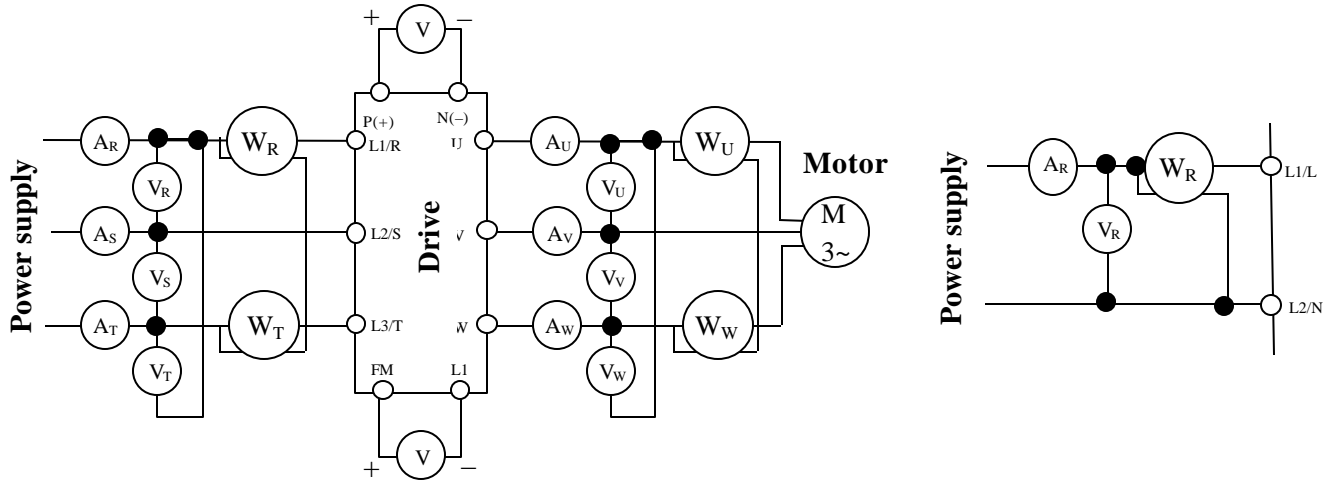 + V −
P(+) N(−)
A_R W_R L1/R U A_U W_U
V_R V_U
Power supply
A_S L2/S Drive V A_V
V_S V_V
A_T W_T L3/T W A_W W_W
V_T V_W
FM L1
+ V −
Motor
M
3~
Power supply
A_R W_R L1/L
V_R
L2/N